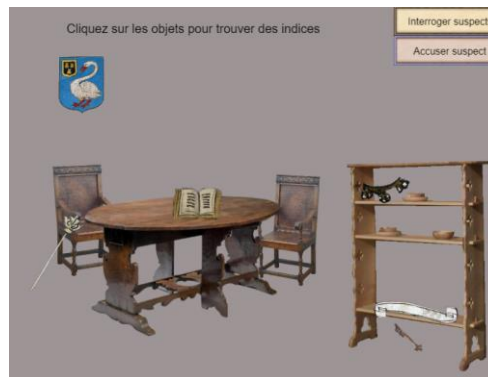 Cliquez sur les objets pour trouver des indices
Interroger suspect
Accuser suspect